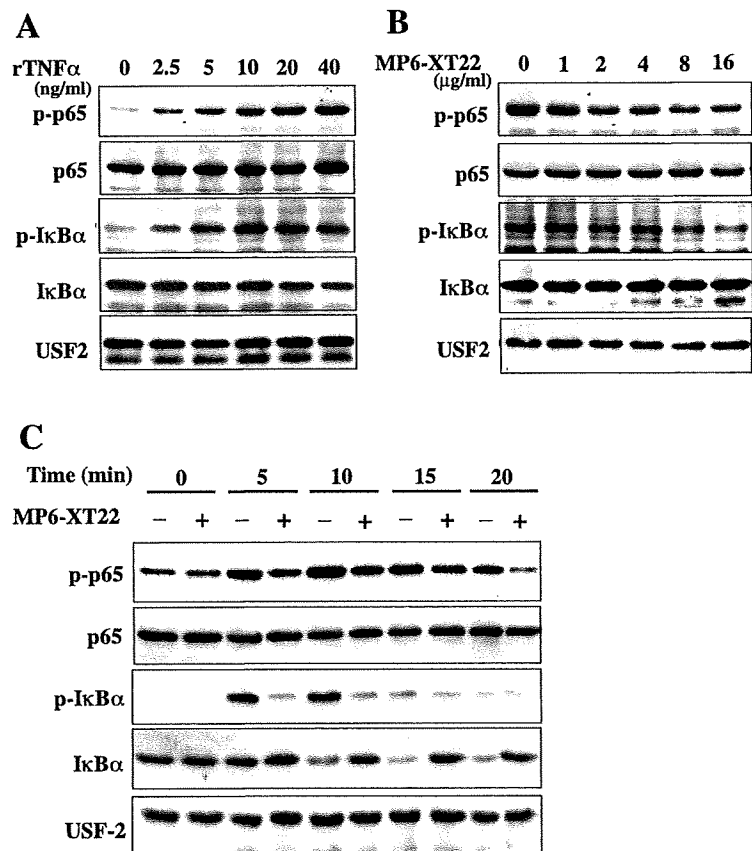 A
rTNFα 0 2.5 5 10 20 40
(ng/ml)
p-p65
p65
p-IκBα
IκBα
USF2
B
MP6-XT22 0 1 2 4 8 16
(μg/ml)
p-p65
p65
p-IκBα
IκBα
USF2
C
Time (min) 0 5 10 15 20
MP6-XT22 − + − + − + − + − +
p-p65
p65
p-IκBα
IκBα
USF-2